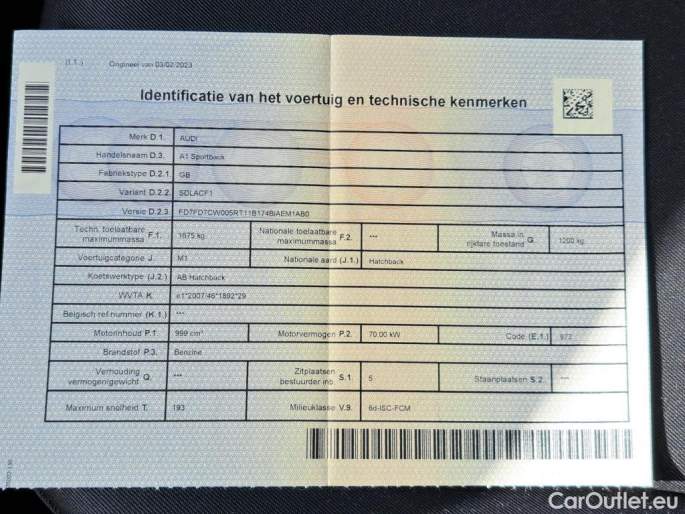 (I.1.) Origineel van 03/02/2023
Identificatie van het voertuig en technische kenmerken
Merk D.1. AUDI
Handelsnaam D.3. A1 Sportback
Fabriekstype D.2.1. GB
Variant D.2.2. SDLACF1
Versie D.2.3 FD7FD7CW005RT11B174BIAEM1AB0
Techn. toelaatbare maximummassa F.1. 1675 kg Nationale toelaatbare maximummassa F.2. --- Massa in rijklare toestand G. 1200 kg
Voertuigcategorie J. M1 Nationale aard (J.1.) Hatchback
Koetswerktype (J.2.) AB Hatchback
WVTA K. e1*2007/46*1892*29
Belgisch ref.nummer (K.1.) ---
Motorinhoud P.1. 999 cm³ Motorvermogen P.2. 70.00 kW Code (E.1.) 972
Brandstof P.3. Benzine
Verhouding vermogen/gewicht Q. --- Zitplaatsen bestuurder inb. S.1. 5 Staanplaatsen S.2. ---
Maximum snelheid T. 193 Milieuklasse V.9. 6d-ISC-FCM
CarOutlet.eu